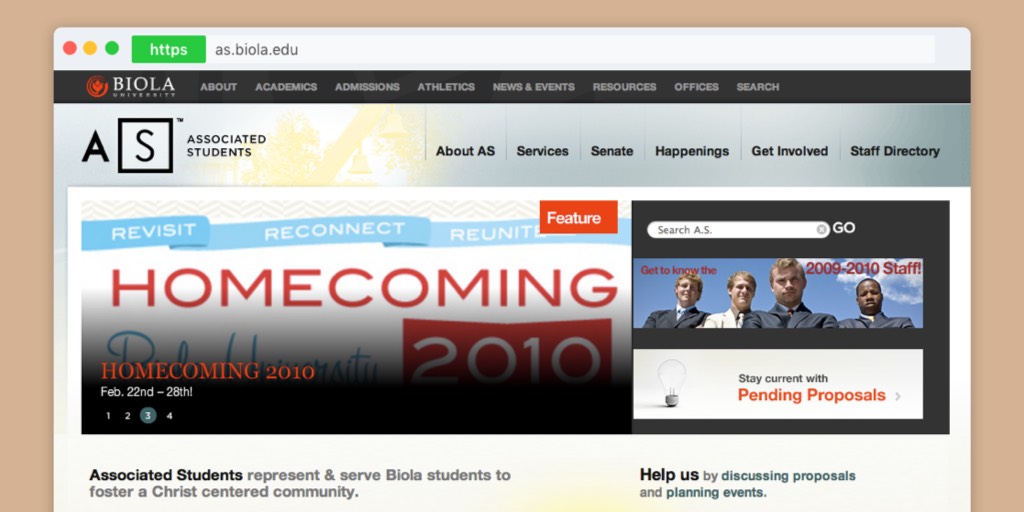 https as.biola.edu
BIOLA UNIVERSITY ABOUT ACADEMICS ADMISSIONS ATHLETICS NEWS & EVENTS RESOURCES OFFICES SEARCH
AS™ ASSOCIATED
STUDENTS
About AS Services Senate Happenings Get Involved Staff Directory
REVISIT RECONNECT REUNITE
Feature
HOMECOMING
Biola University 2010
HOMECOMING 2010
Feb. 22nd – 28th!
1 2 3 4
Search A.S. GO
Get to know the 2009-2010 Staff!
Stay current with
Pending Proposals
Associated Students represent & serve Biola students to
foster a Christ centered community.
Help us by discussing proposals
and planning events.